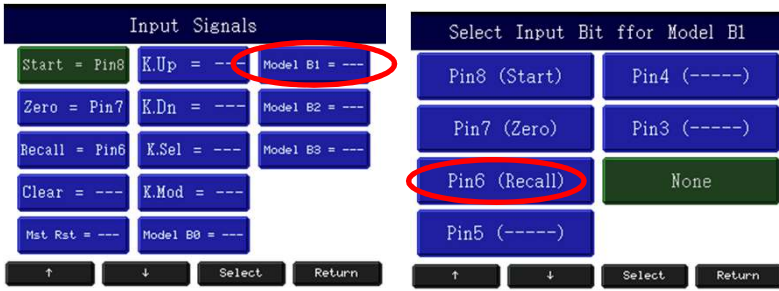 Input Signals
Start = Pin8 K.Up = --- Model B1 = ---
Zero = Pin7 K.Dn = --- Model B2 = ---
Recall = Pin6 K.Sel = --- Model B3 = ---
Clear = --- K.Mod = ---
Mst Rst = --- Model B0 = ---
↑ ↓ Select Return
Select Input Bit ffor Model B1
Pin8 (Start) Pin4 (-----)
Pin7 (Zero) Pin3 (-----)
Pin6 (Recall) None
Pin5 (-----)
↑ ↓ Select Return